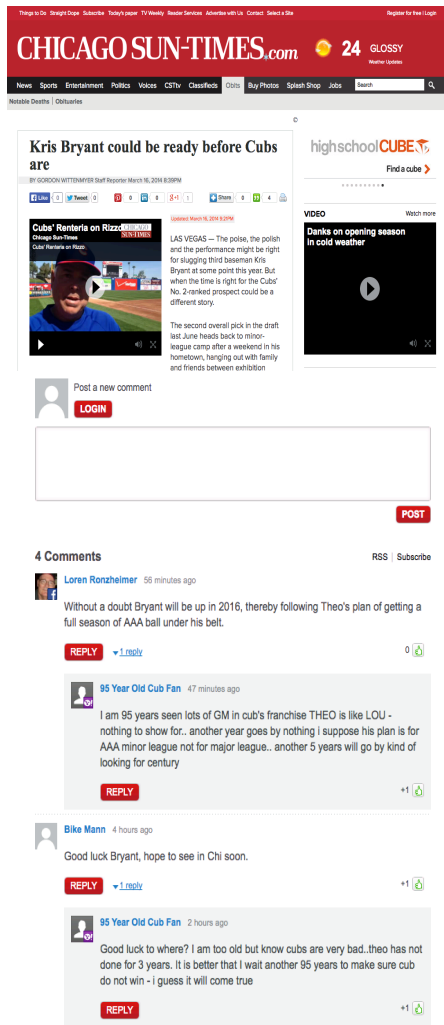 Things to Do Straight Dope Subscribe Today's paper TV Weekly Reader Services Advertise with Us Contact Select a Site Register for free | Login
CHICAGO SUN-TIMES.com 24 GLOSSY
Weather Updates
News Sports Entertainment Politics Voices CSTtv Classifieds Obits Buy Photos Splash Shop Jobs Search
Notable Deaths | Obituaries
©
Kris Bryant could be ready before Cubs
are
BY GORDON WITTENMYER Staff Reporter March 16, 2014 8:39PM
Like 0 Tweet 0 0 0 +1 1 Share 0 4
Updated: March 16, 2014 9:21PM
Cubs' Renteria on Rizzo CHICAGO SUN-TIMES
Chicago Sun-Times
Cubs' Renteria on Rizzo
LAS VEGAS — The poise, the polish
and the performance might be right
for slugging third baseman Kris
Bryant at some point this year. But
when the time is right for the Cubs'
No. 2-ranked prospect could be a
different story.
The second overall pick in the draft
last June heads back to minor-
league camp after a weekend in his
hometown, hanging out with family
and friends between exhibition
highschoolCUBE
Find a cube
VIDEO Watch more
Danks on opening season
in cold weather
Post a new comment
LOGIN
POST
4 Comments RSS | Subscribe
Loren Ronzheimer 56 minutes ago
Without a doubt Bryant will be up in 2016, thereby following Theo's plan of getting a
full season of AAA ball under his belt.
REPLY 1 reply 0
95 Year Old Cub Fan 47 minutes ago
I am 95 years seen lots of GM in cub's franchise THEO is like LOU -
nothing to show for.. another year goes by nothing i suppose his plan is for
AAA minor league not for major league.. another 5 years will go by kind of
looking for century
REPLY +1
Bike Mann 4 hours ago
Good luck Bryant, hope to see in Chi soon.
REPLY 1 reply +1
95 Year Old Cub Fan 2 hours ago
Good luck to where? I am too old but know cubs are very bad..theo has not
done for 3 years. It is better that I wait another 95 years to make sure cub
do not win - i guess it will come true
REPLY +1